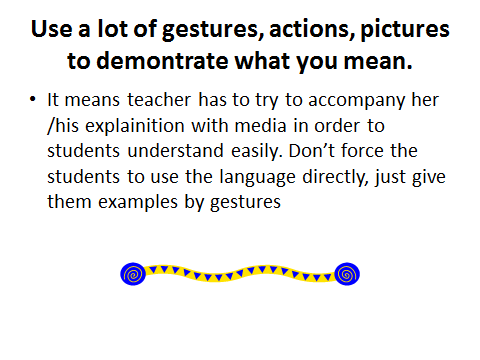 Use a lot of gestures, actions, pictures
to demontrate what you mean.
• It means teacher has to try to accompany her
/his explainition with media in order to
students understand easily. Don't force the
students to use the language directly, just give
them examples by gestures